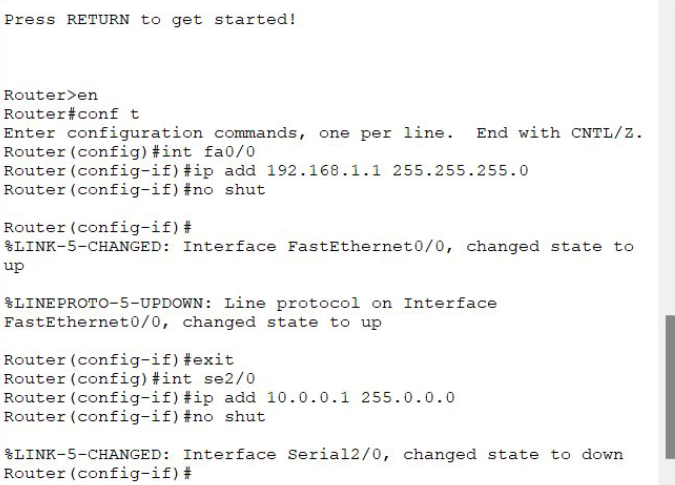 Press RETURN to get started!
Router>en
Router#conf t
Enter configuration commands, one per line.  End with CNTL/Z.
Router(config)#int fa0/0
Router(config-if)#ip add 192.168.1.1 255.255.255.0
Router(config-if)#no shut
Router(config-if)#
%LINK-5-CHANGED: Interface FastEthernet0/0, changed state to
up
%LINEPROTO-5-UPDOWN: Line protocol on Interface
FastEthernet0/0, changed state to up
Router(config-if)#exit
Router(config)#int se2/0
Router(config-if)#ip add 10.0.0.1 255.0.0.0
Router(config-if)#no shut
%LINK-5-CHANGED: Interface Serial2/0, changed state to down
Router(config-if)#